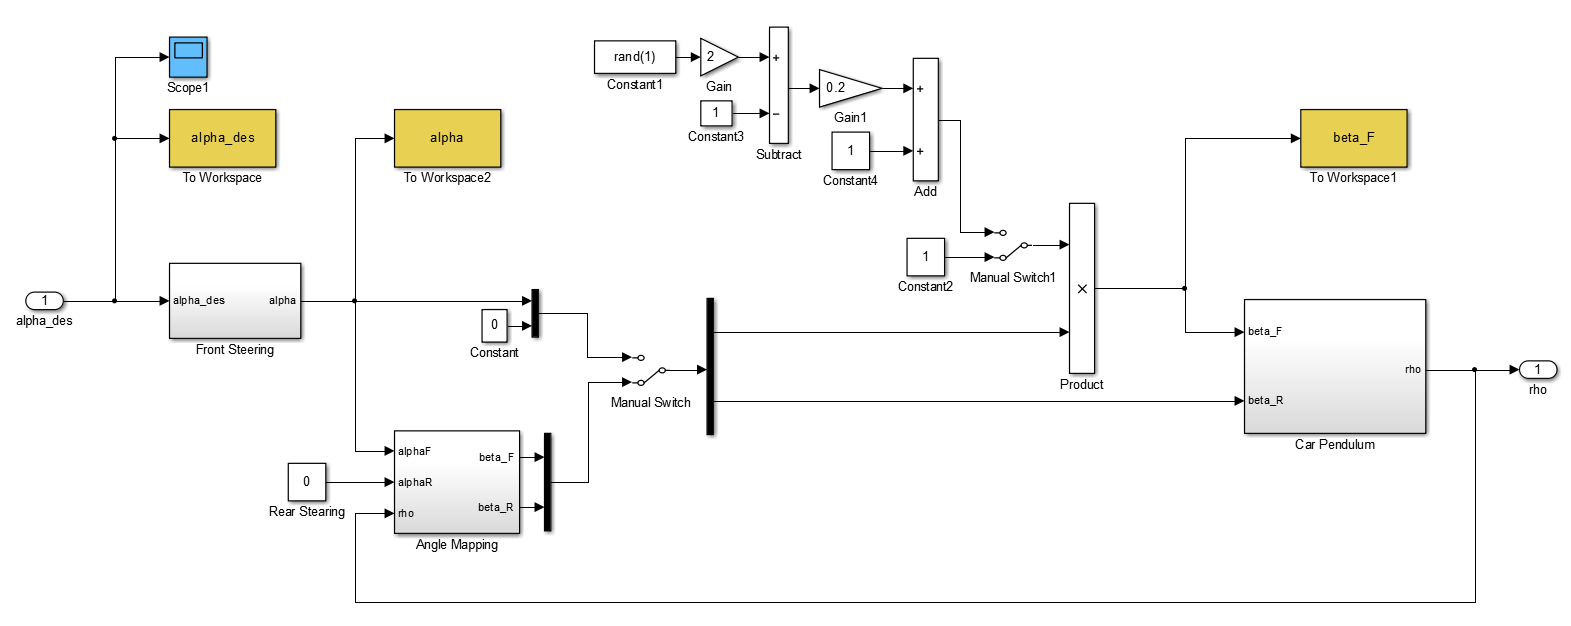 Scope1
alpha_des
To Workspace
alpha
To Workspace2
rand(1)
Constant1
2
Gain
1
Constant3
+
−
Subtract
0.2
Gain1
1
Constant4
+
+
Add
beta_F
To Workspace1
1
alpha_des
alpha_des
alpha
Front Steering
0
Constant
Manual Switch
1
Constant2
Manual Switch1
×
Product
beta_F
beta_R
rho
Car Pendulum
1
rho
0
Rear Stearing
alphaF
alphaR
rho
beta_F
beta_R
Angle Mapping